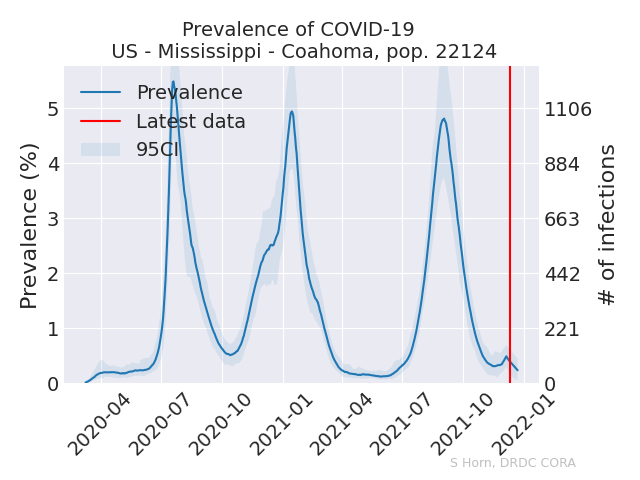 Prevalence of COVID-19
US - Mississippi - Coahoma, pop. 22124
Prevalence
Latest data
95CI
Prevalence (%)
5
4
3
2
1
0
# of infections
1106
884
663
442
221
0
2020-04
2020-07
2020-10
2021-01
2021-04
2021-07
2021-10
2022-01
S Horn, DRDC CORA